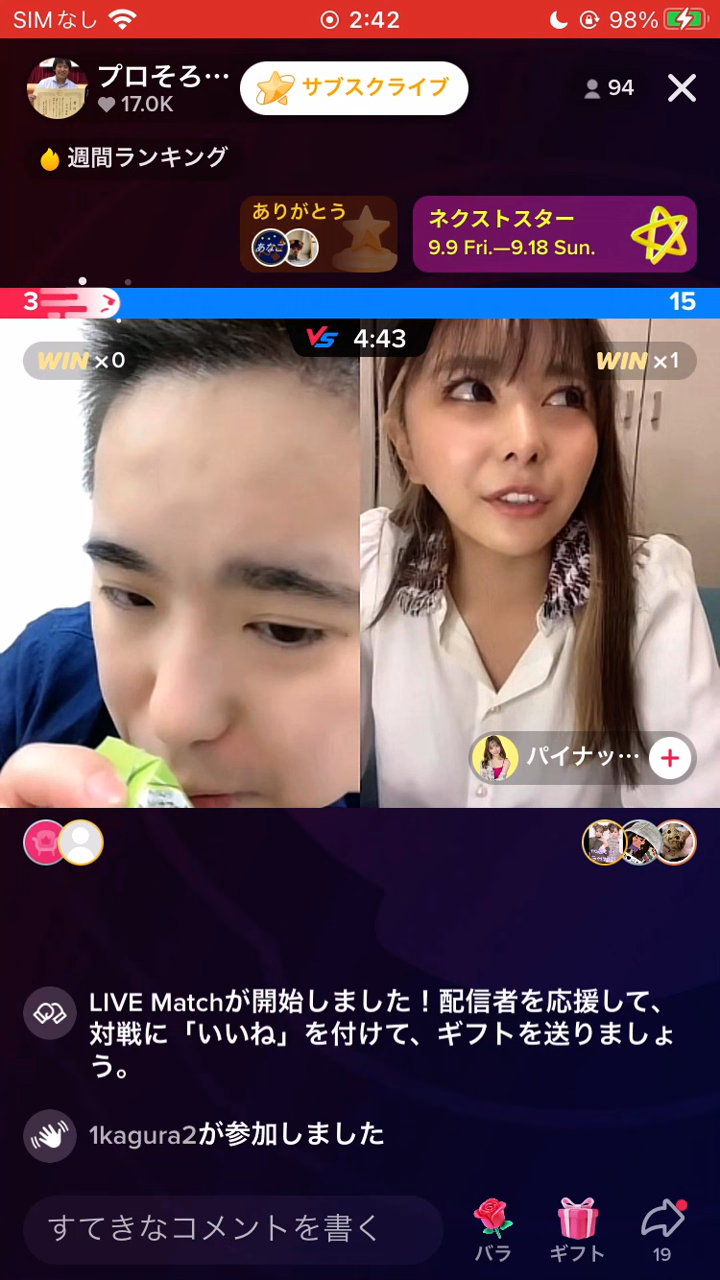 SIMなし 2:42 98%
プロそろ… サブスクライブ 94
17.0K
週間ランキング
ありがとう
あなご
ネクストスター
9.9 Fri.—9.18 Sun.
3 15
VS 4:43
WIN ×0 WIN ×1
パイナッ…
LIVE Matchが開始しました！配信者を応援して、
対戦に「いいね」を付けて、ギフトを送りましょ
う。
1kagura2が参加しました
すてきなコメントを書く
バラ ギフト 19